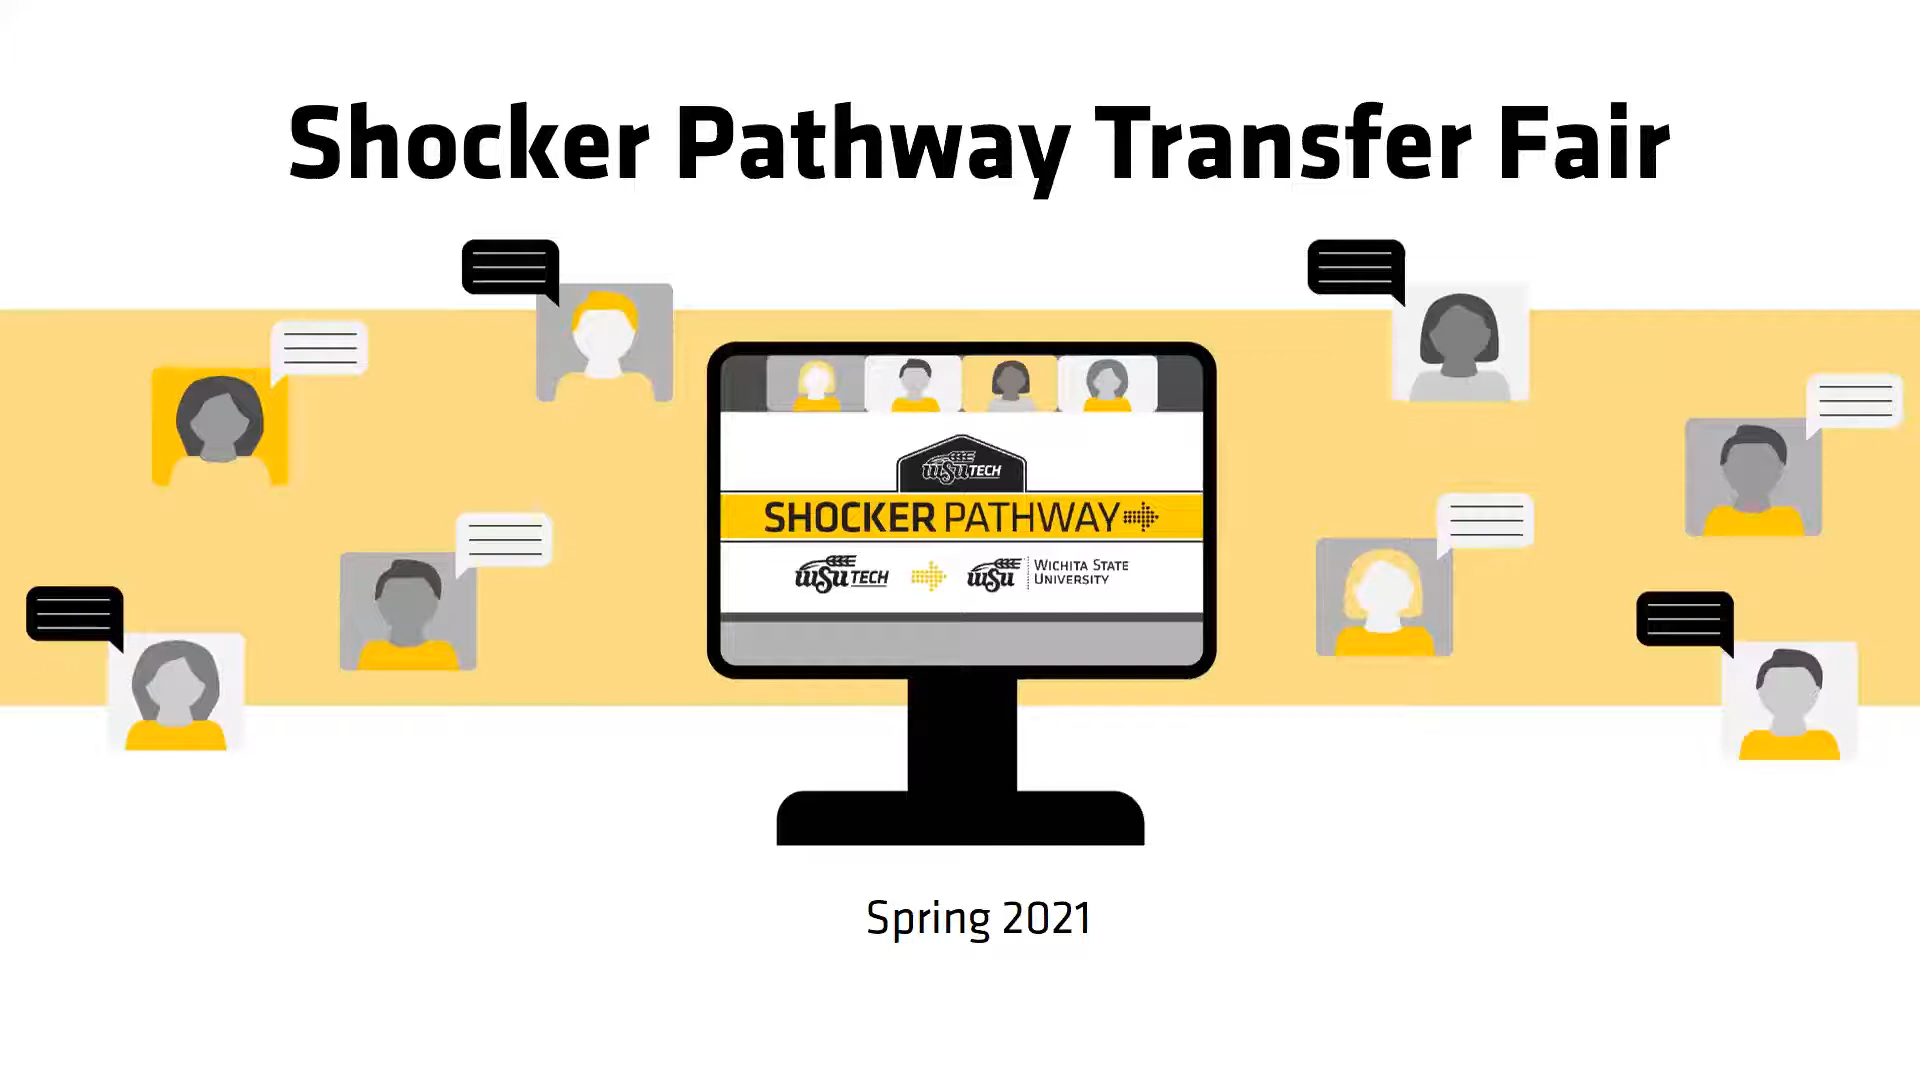 Shocker Pathway Transfer Fair
WSU TECH
SHOCKER PATHWAY
WSU TECH
WSU WICHITA STATE
UNIVERSITY
Spring 2021